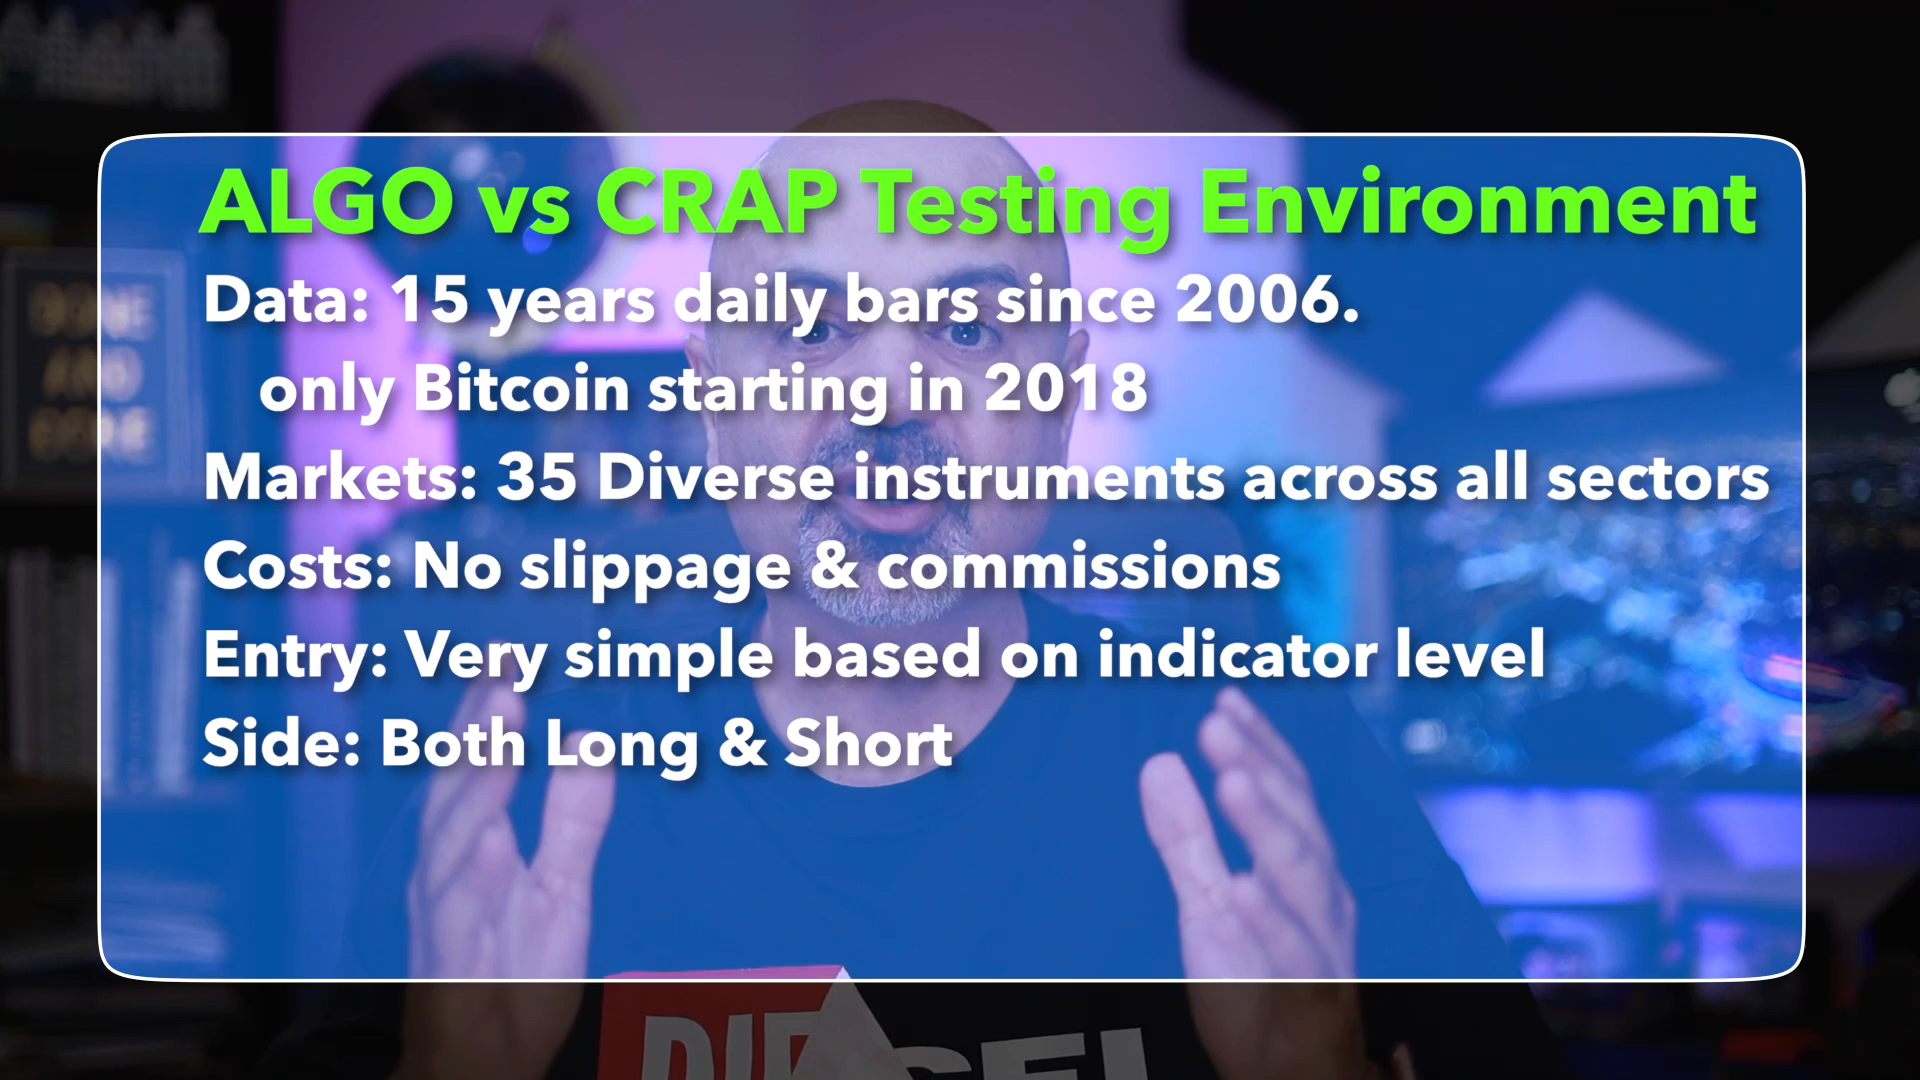 ALGO vs CRAP Testing Environment
Data: 15 years daily bars since 2006.
only Bitcoin starting in 2018
Markets: 35 Diverse instruments across all sectors
Costs: No slippage & commissions
Entry: Very simple based on indicator level
Side: Both Long & Short